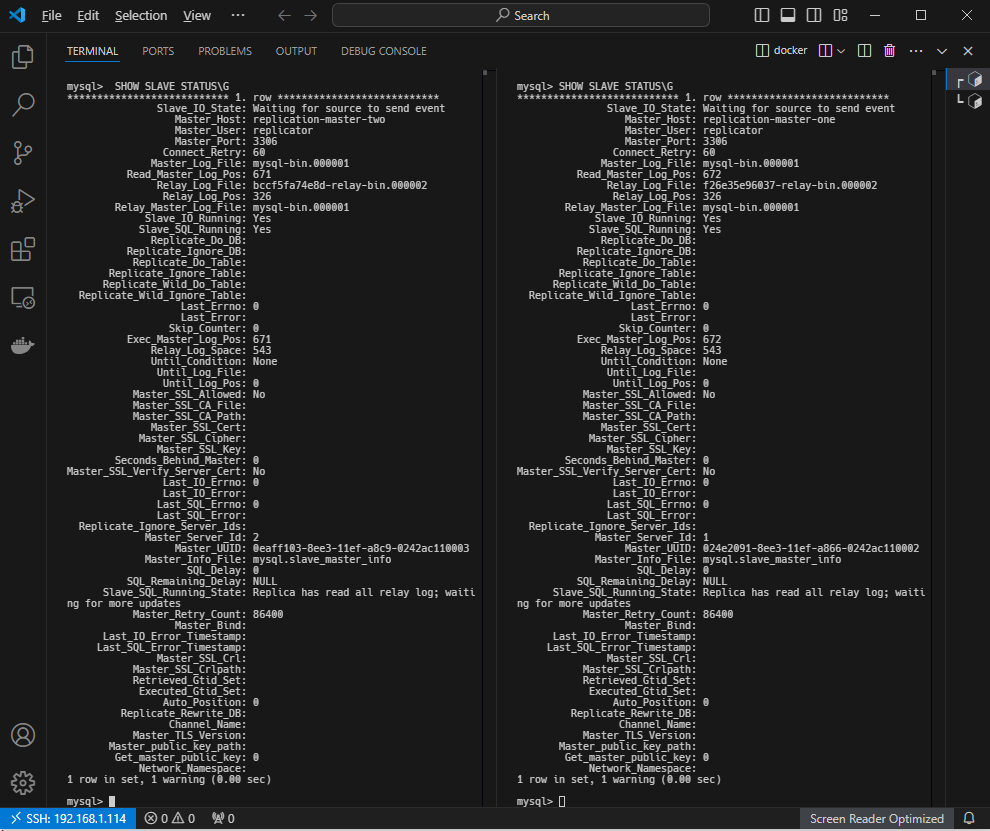 File Edit Selection View ··· Search
TERMINAL PORTS PROBLEMS OUTPUT DEBUG CONSOLE docker
mysql>  SHOW SLAVE STATUS\G
*************************** 1. row ***************************
Slave_IO_State: Waiting for source to send event
Master_Host: replication-master-two
Master_User: replicator
Master_Port: 3306
Connect_Retry: 60
Master_Log_File: mysql-bin.000001
Read_Master_Log_Pos: 671
Relay_Log_File: bccf5fa74e8d-relay-bin.000002
Relay_Log_Pos: 326
Relay_Master_Log_File: mysql-bin.000001
Slave_IO_Running: Yes
Slave_SQL_Running: Yes
Replicate_Do_DB:
Replicate_Ignore_DB:
Replicate_Do_Table:
Replicate_Ignore_Table:
Replicate_Wild_Do_Table:
Replicate_Wild_Ignore_Table:
Last_Errno: 0
Last_Error:
Skip_Counter: 0
Exec_Master_Log_Pos: 671
Relay_Log_Space: 543
Until_Condition: None
Until_Log_File:
Until_Log_Pos: 0
Master_SSL_Allowed: No
Master_SSL_CA_File:
Master_SSL_CA_Path:
Master_SSL_Cert:
Master_SSL_Cipher:
Master_SSL_Key:
Seconds_Behind_Master: 0
Master_SSL_Verify_Server_Cert: No
Last_IO_Errno: 0
Last_IO_Error:
Last_SQL_Errno: 0
Last_SQL_Error:
Replicate_Ignore_Server_Ids:
Master_Server_Id: 2
Master_UUID: 0eaff103-8ee3-11ef-a8c9-0242ac110003
Master_Info_File: mysql.slave_master_info
SQL_Delay: 0
SQL_Remaining_Delay: NULL
Slave_SQL_Running_State: Replica has read all relay log; waiti
ng for more updates
Master_Retry_Count: 86400
Master_Bind:
Last_IO_Error_Timestamp:
Last_SQL_Error_Timestamp:
Master_SSL_Crl:
Master_SSL_Crlpath:
Retrieved_Gtid_Set:
Executed_Gtid_Set:
Auto_Position: 0
Replicate_Rewrite_DB:
Channel_Name:
Master_TLS_Version:
Master_public_key_path:
Get_master_public_key: 0
Network_Namespace:
1 row in set, 1 warning (0.00 sec)
mysql>
mysql> SHOW SLAVE STATUS\G
*************************** 1. row ***************************
Slave_IO_State: Waiting for source to send event
Master_Host: replication-master-one
Master_User: replicator
Master_Port: 3306
Connect_Retry: 60
Master_Log_File: mysql-bin.000001
Read_Master_Log_Pos: 672
Relay_Log_File: f26e35e96037-relay-bin.000002
Relay_Log_Pos: 326
Relay_Master_Log_File: mysql-bin.000001
Slave_IO_Running: Yes
Slave_SQL_Running: Yes
Replicate_Do_DB:
Replicate_Ignore_DB:
Replicate_Do_Table:
Replicate_Ignore_Table:
Replicate_Wild_Do_Table:
Replicate_Wild_Ignore_Table:
Last_Errno: 0
Last_Error:
Skip_Counter: 0
Exec_Master_Log_Pos: 672
Relay_Log_Space: 543
Until_Condition: None
Until_Log_File:
Until_Log_Pos: 0
Master_SSL_Allowed: No
Master_SSL_CA_File:
Master_SSL_CA_Path:
Master_SSL_Cert:
Master_SSL_Cipher:
Master_SSL_Key:
Seconds_Behind_Master: 0
Master_SSL_Verify_Server_Cert: No
Last_IO_Errno: 0
Last_IO_Error:
Last_SQL_Errno: 0
Last_SQL_Error:
Replicate_Ignore_Server_Ids:
Master_Server_Id: 1
Master_UUID: 024e2091-8ee3-11ef-a866-0242ac110002
Master_Info_File: mysql.slave_master_info
SQL_Delay: 0
SQL_Remaining_Delay: NULL
Slave_SQL_Running_State: Replica has read all relay log; waiti
ng for more updates
Master_Retry_Count: 86400
Master_Bind:
Last_IO_Error_Timestamp:
Last_SQL_Error_Timestamp:
Master_SSL_Crl:
Master_SSL_Crlpath:
Retrieved_Gtid_Set:
Executed_Gtid_Set:
Auto_Position: 0
Replicate_Rewrite_DB:
Channel_Name:
Master_TLS_Version:
Master_public_key_path:
Get_master_public_key: 0
Network_Namespace:
1 row in set, 1 warning (0.00 sec)
mysql>
SSH: 192.168.1.114 0 0 0 Screen Reader Optimized